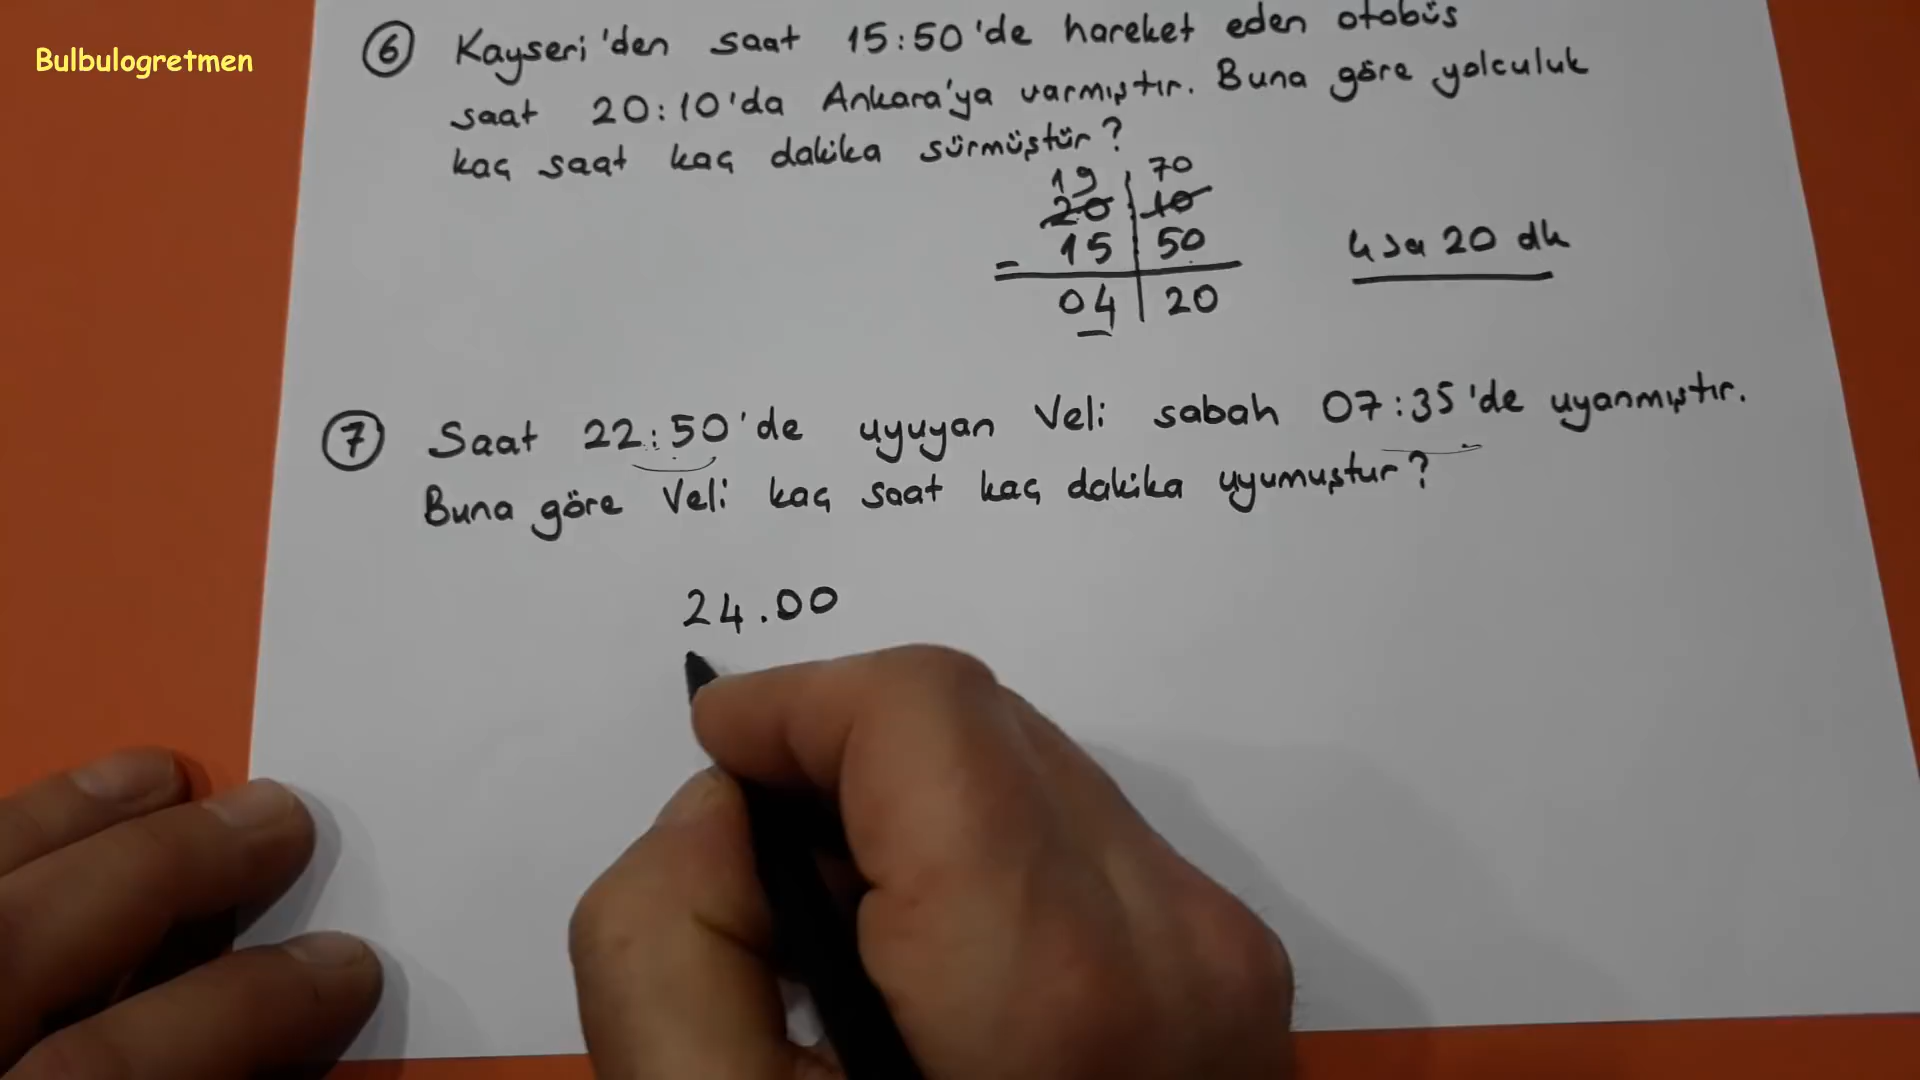 Bulbulogretmen
6 Kayseri'den saat 15:50'de hareket eden otobüs
saat 20:10'da Ankara'ya varmıştır. Buna göre yolculuk
kaç saat kaç dakika sürmüştür?
19 70
20 10
- 15 50
04 20
4 sa 20 dk
7 Saat 22:50'de uyuyan Veli sabah 07:35'de uyanmıştır.
Buna göre Veli kaç saat kaç dakika uyumuştur?
24.00